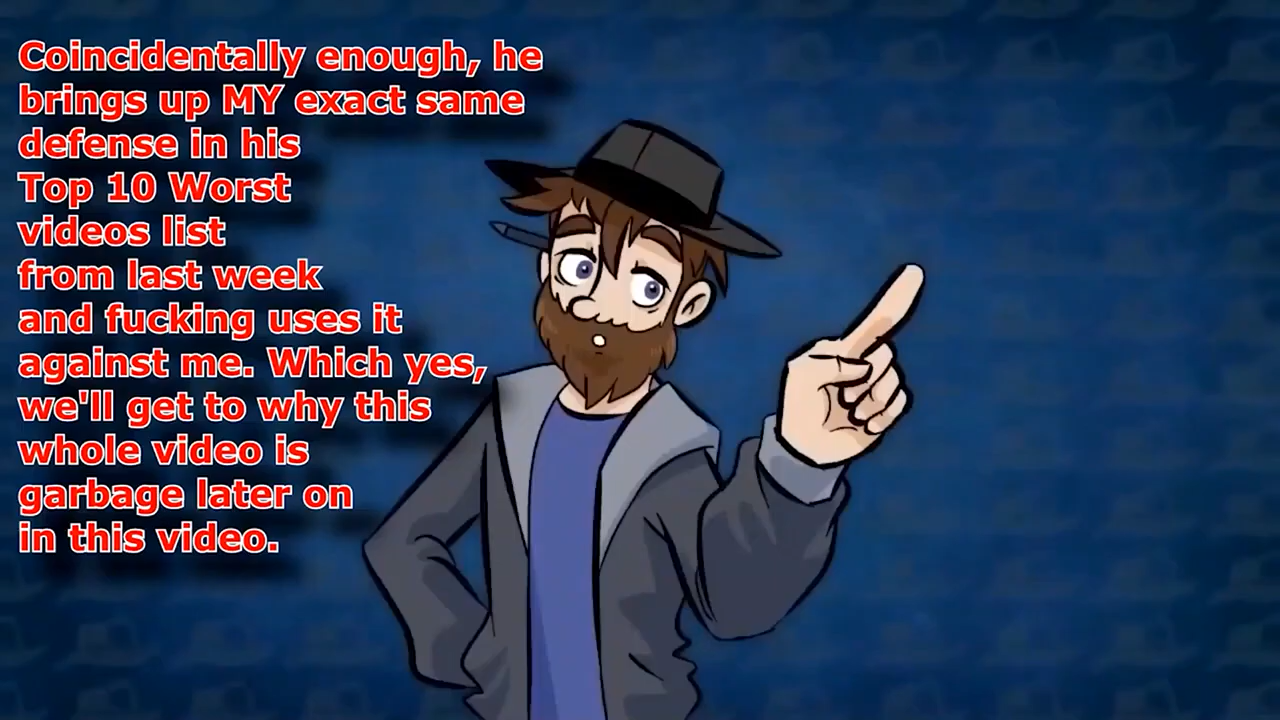 Coincidentally enough, he
brings up MY exact same
defense in his
Top 10 Worst
videos list
from last week
and fucking uses it
against me. Which yes,
we'll get to why this
whole video is
garbage later on
in this video.